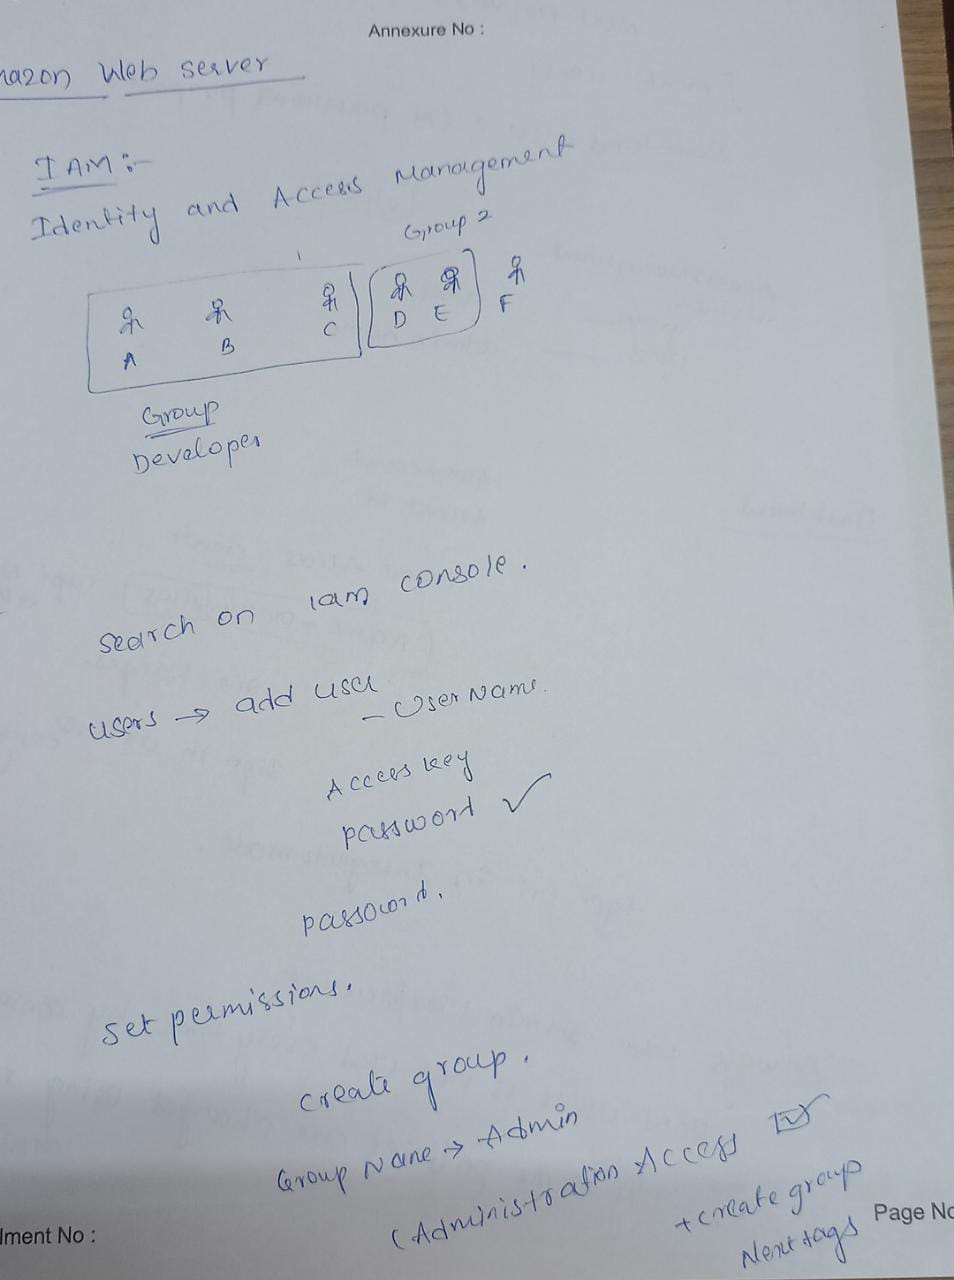 Annexure No :
mazon Web server
IAM :-
Identity and Access Management
Group 2
A B C D E F
Group
Developer
search on iam console.
users → add user
- User Name.
Access key
password ✓
password.
set permissions.
create group.
Group Name → Admin
(Administration Access ☑
+ create group
Next tags
lment No :
Page No